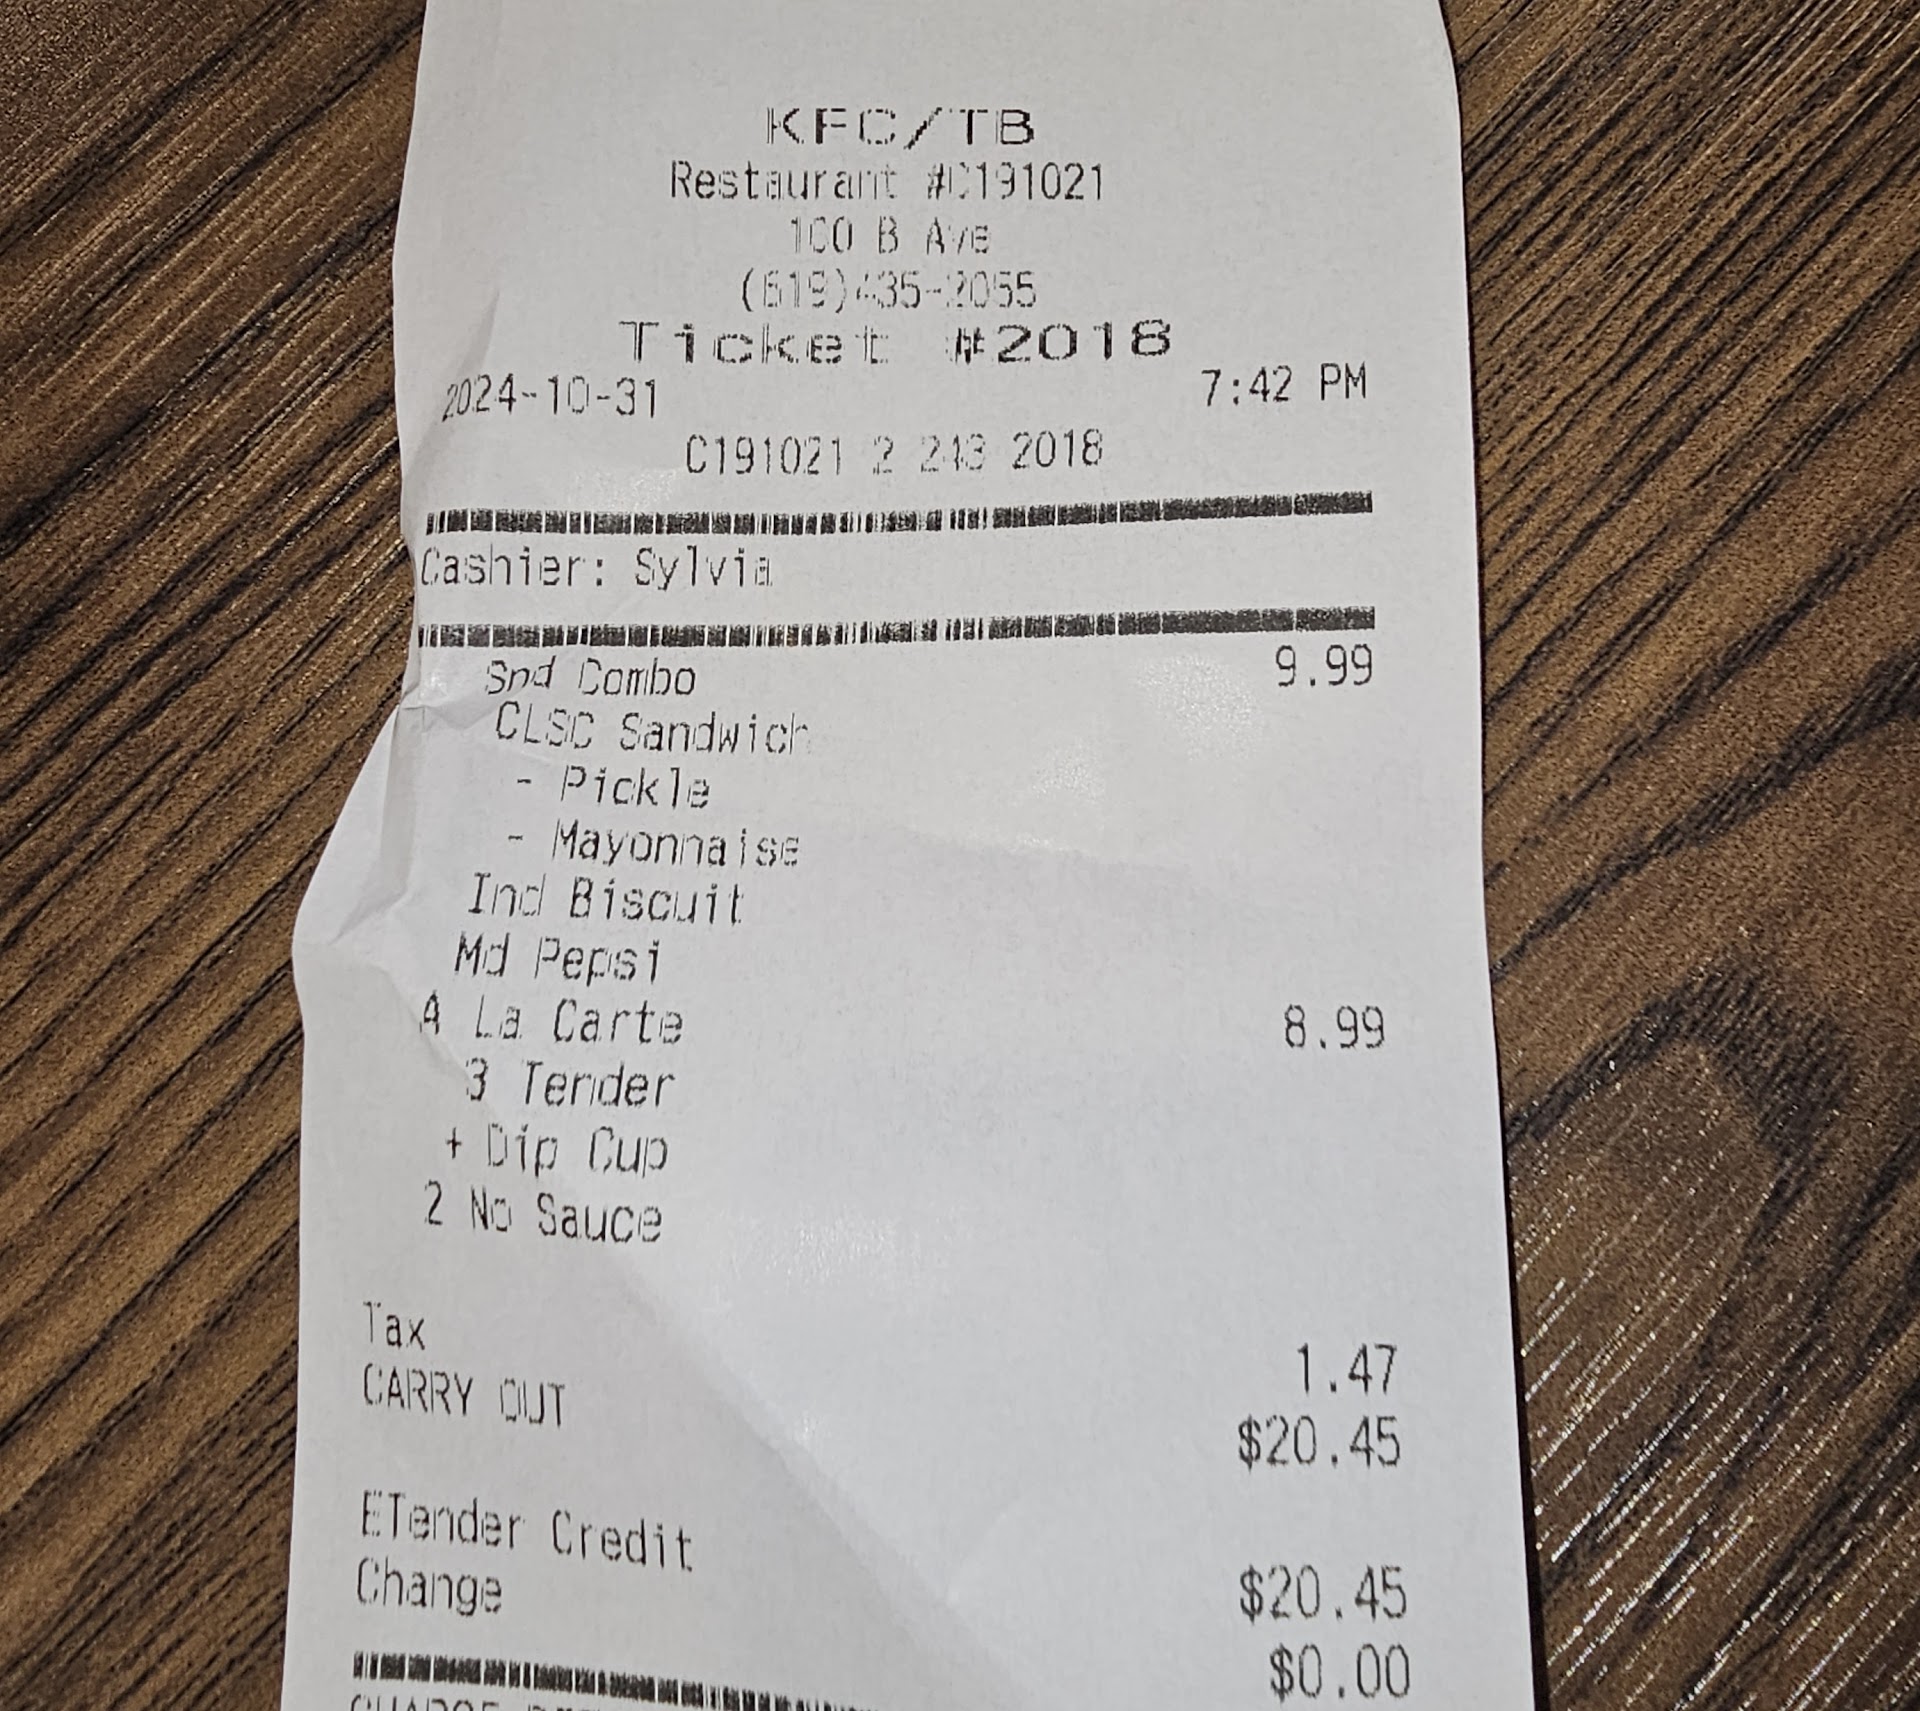 KFC/TB
Restaurant #C191021
100 B Ave
(619)435-2055
Ticket #2018
2024-10-31 7:42 PM
C191021 2 243 2018
Cashier: Sylvia
Snd Combo 9.99
CLSC Sandwich
- Pickle
- Mayonnaise
Ind Biscuit
Md Pepsi
A La Carte 8.99
3 Tender
+ Dip Cup
2 No Sauce
Tax 1.47
CARRY OUT $20.45
ETender Credit $20.45
Change $0.00